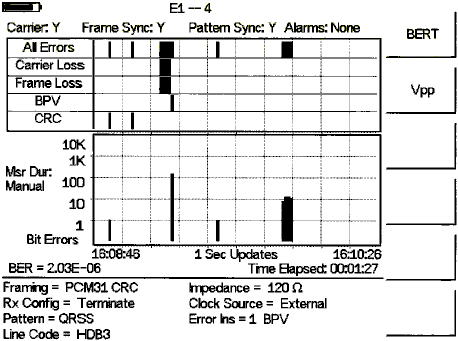 E1 -- 4
Carrier: Y Frame Sync: Y Pattern Sync: Y Alarms: None
BERT
All Errors
Carrier Loss
Frame Loss
Vpp
BPV
CRC
10K
1K
Msr Dur:
Manual
100
10
1
Bit Errors
16:08:46 1 Sec Updates 16:10:26
BER = 2.03E-06 Time Elapsed: 00:01:27
Framing = PCM31 CRC Impedance = 120 Ω
Rx Config = Terminate Clock Source = External
Pattern = QRSS Error Ins = 1 BPV
Line Code = HDB3